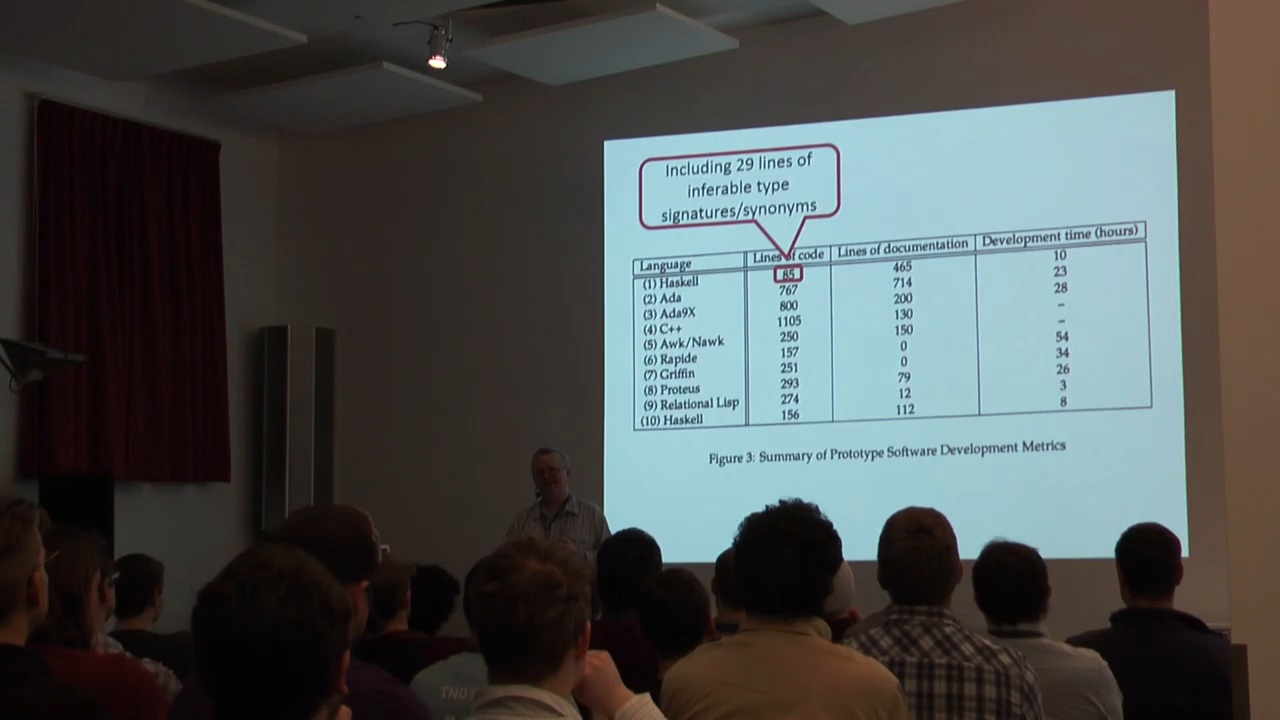 Including 29 lines of
inferable type
signatures/synonyms
Language Lines of code Lines of documentation Development time (hours)
(1) Haskell 85 465 10
(2) Ada 767 714 23
(3) Ada9X 800 200 28
(4) C++ 1105 130 –
(5) Awk/Nawk 250 150 –
(6) Rapide 157 0 54
(7) Griffin 251 0 34
(8) Proteus 293 79 26
(9) Relational Lisp 274 12 3
(10) Haskell 156 112 8
Figure 3: Summary of Prototype Software Development Metrics
TNO